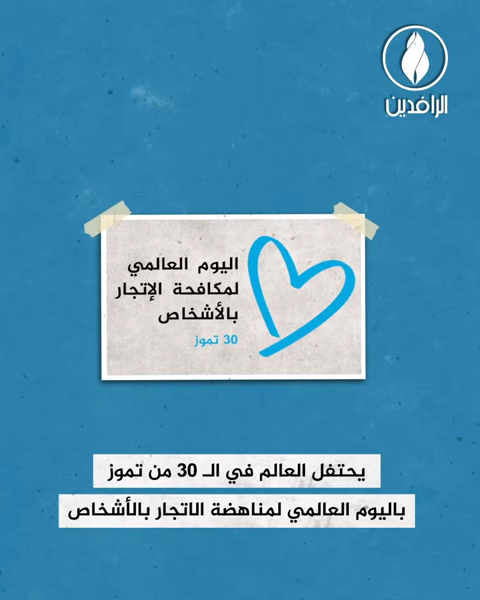 الرافدين
اليوم العالمي
لمكافحة الإتجار
بالأشخاص
30 تموز
يحتفل العالم في الـ 30 من تموز
باليوم العالمي لمناهضة الاتجار بالأشخاص